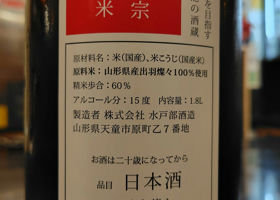 を目指す
の酒蔵
米宗
原材料名:米(国産)、米こうじ(国産米)
原料米:山形県産出羽燦々100%使用
精米歩合:60%
アルコール分:15度 内容量:1.8L
製造者 株式会社 水戸部酒造
山形県天童市原町乙7番地
お酒は二十歳になってから
品目 日本酒